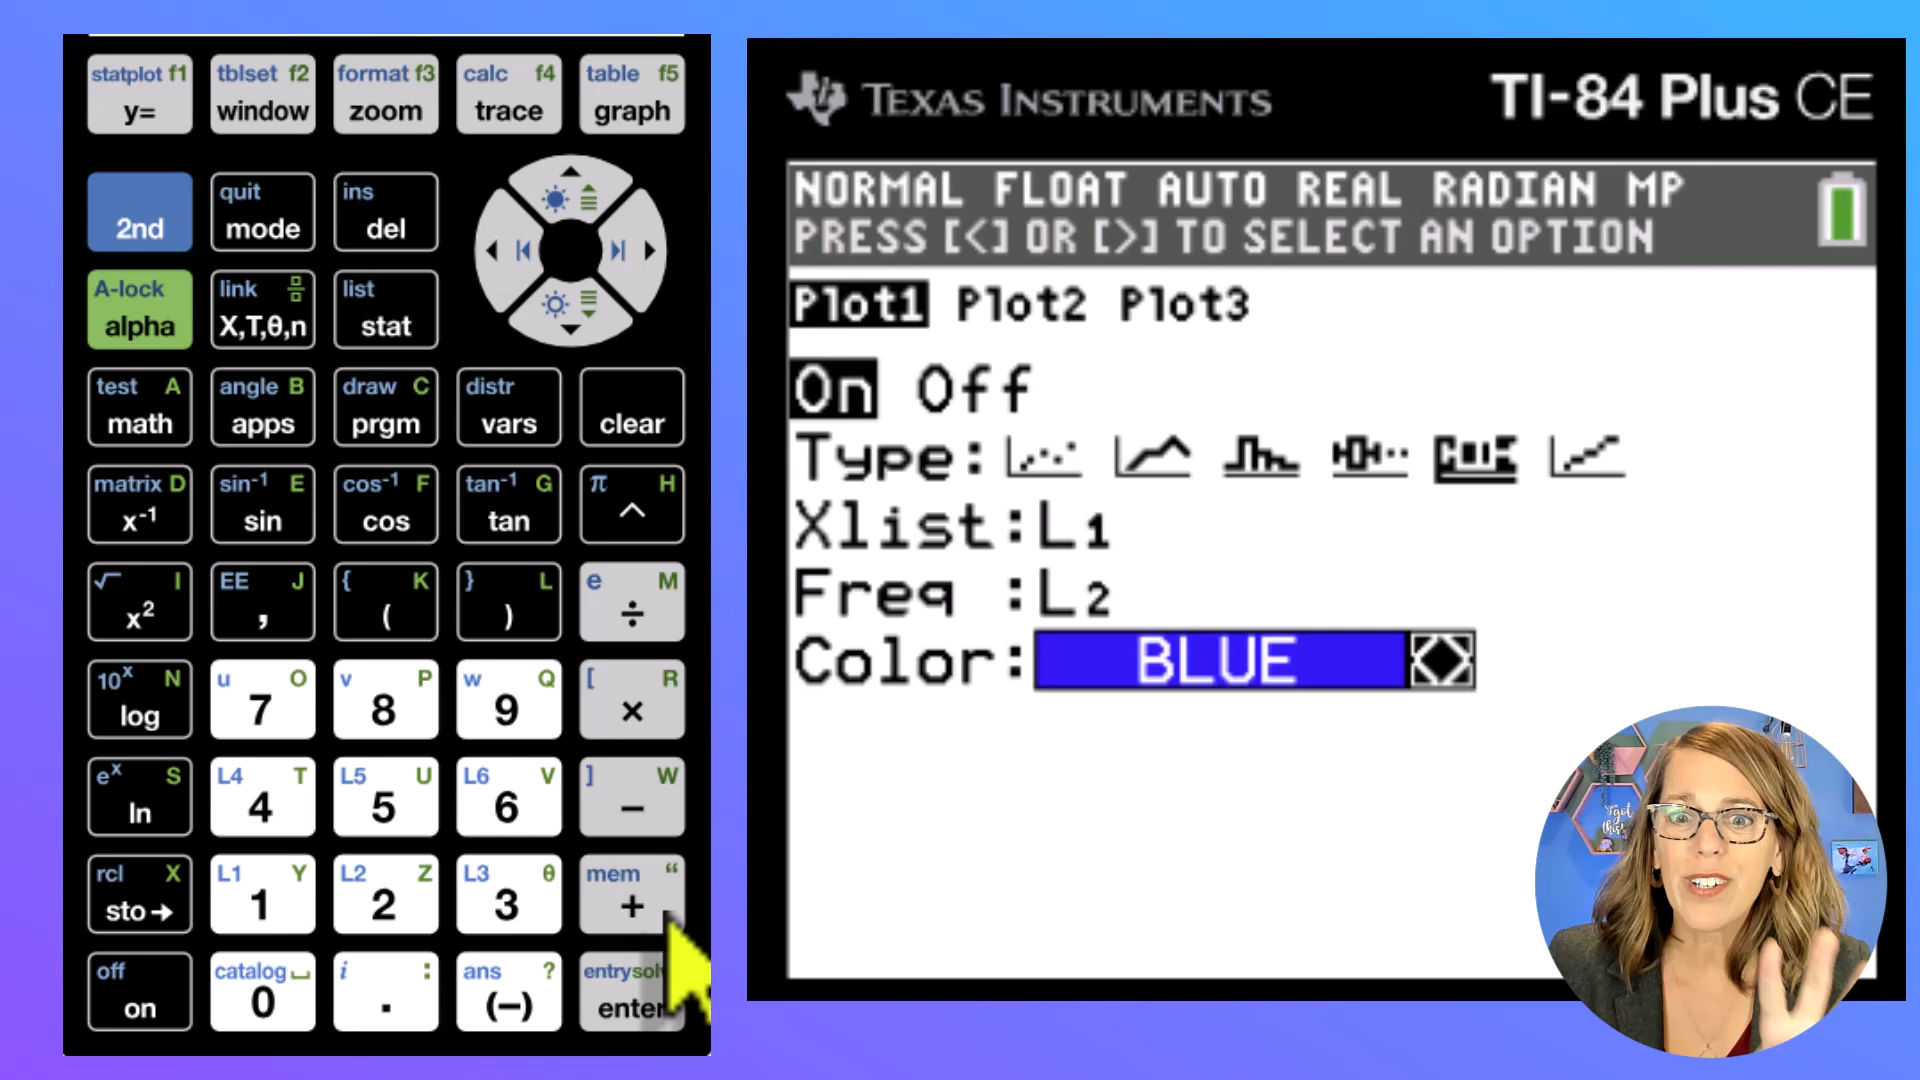 statplot f1 tblset f2 format f3 calc f4 table f5
y= window zoom trace graph
quit ins
2nd mode del
A-lock link list
alpha X,T,θ,n stat
test A angle B draw C distr
math apps prgm vars clear
matrix D sin⁻¹ E cos⁻¹ F tan⁻¹ G π H
x⁻¹ sin cos tan ^
√ I EE J { K } L e M
x² , ( ) ÷
10ˣ N u O v P w Q [ R
log 7 8 9 ×
eˣ S L4 T L5 U L6 V ] W
ln 4 5 6 −
rcl X L1 Y L2 Z L3 θ mem “
sto→ 1 2 3 +
off catalog i : ans ? entry
on 0 . (−) enter
TEXAS INSTRUMENTS
TI-84 Plus CE
NORMAL FLOAT AUTO REAL RADIAN MP
PRESS [<] OR [>] TO SELECT AN OPTION
Plot1 Plot2 Plot3
On Off
Type:
Xlist:L1
Freq :L2
Color: BLUE
got
this!